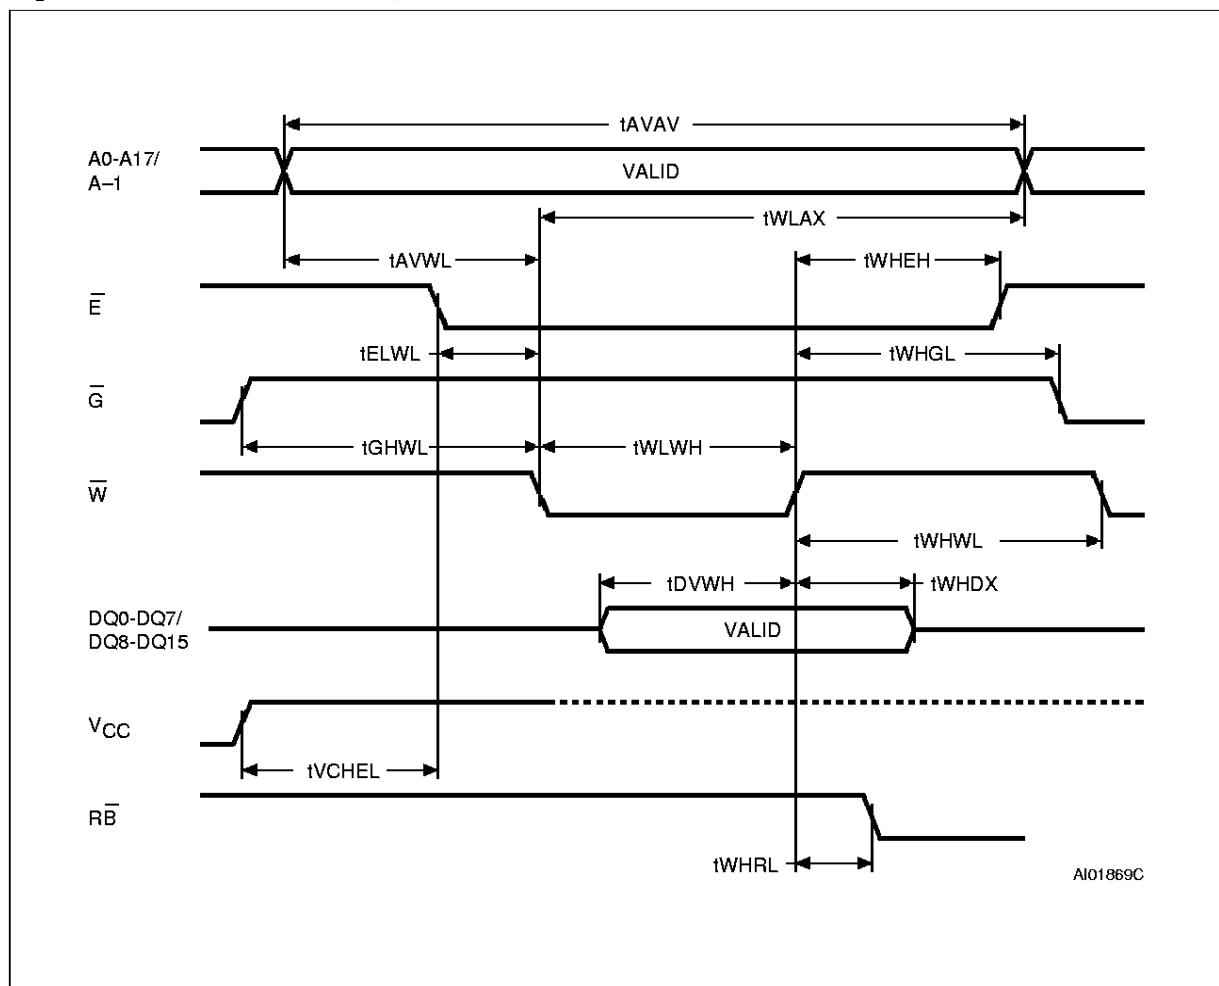 tAVAV
A0-A17/
A–1
VALID
tWLAX
tAVWL
tWHEH
E̅
tELWL
tWHGL
G̅
tGHWL
tWLWH
W̅
tWHWL
tDVWH
tWHDX
DQ0-DQ7/
DQ8-DQ15
VALID
VCC
tVCHEL
RB̅
tWHRL
AI01869C